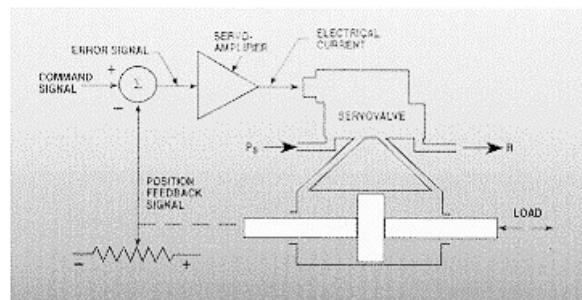 SERVO-
AMPLIFIER
ELECTRICAL
CURRENT
ERROR SIGNAL
+
COMMAND
SIGNAL
Σ
−
SERVOVALVE
PS
R
POSITION
FEEDBACK
SIGNAL
LOAD
−
+